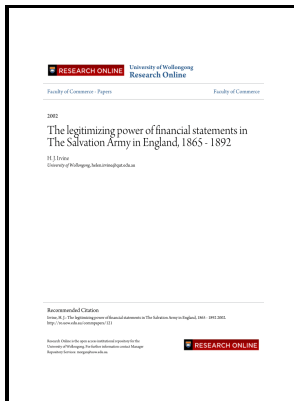 RESEARCH ONLINE
University of Wollongong
Research Online
Faculty of Commerce - Papers
Faculty of Commerce
2002
The legitimizing power of financial statements in
The Salvation Army in England, 1865 - 1892
H. J. Irvine
University of Wollongong, helen.irvine@qut.edu.au
Recommended Citation
Irvine, H. J.: The legitimizing power of financial statements in The Salvation Army in England, 1865 - 1892 2002.
http://ro.uow.edu.au/commpapers/121
Research Online is the open access institutional repository for the
University of Wollongong. For further information contact Manager
Repository Services: morgan@uow.edu.au.
RESEARCH ONLINE